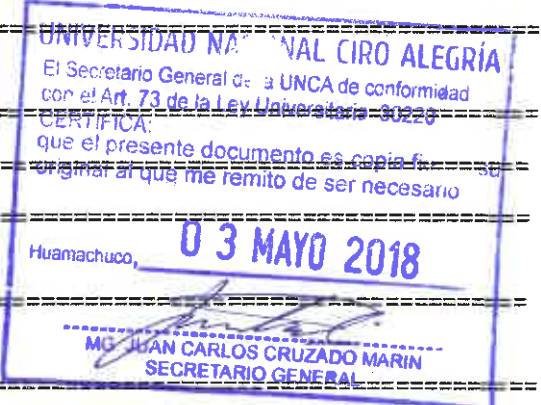 UNIVERSIDAD NAL CIRO ALEGRÍA
El Secretario General de la UNCA de conformidad
con el Art. 73 de la Ley Universitaria 30220
CERTIFICA:
que el presente documento es copia su
original al que me remito de ser necesario
Huamachuco, 03 MAYO 2018
MG. JUAN CARLOS CRUZADO MARIN
SECRETARIO GENERAL